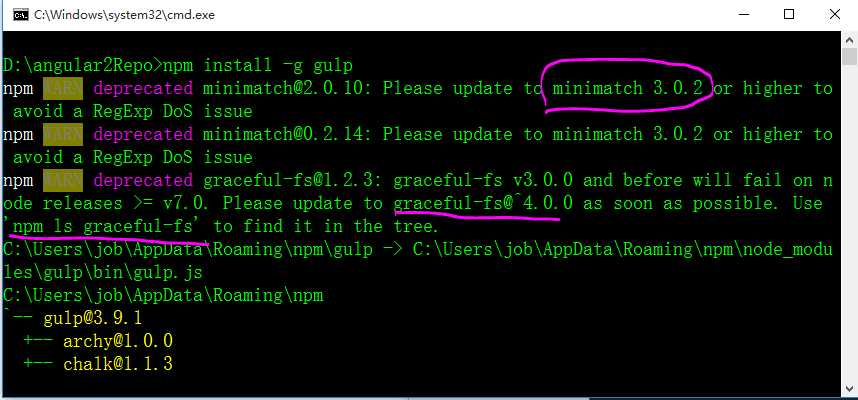 C:\Windows\system32\cmd.exe
D:\angular2Repo>npm install -g gulp
npm WARN deprecated minimatch@2.0.10: Please update to minimatch 3.0.2 or higher to
 avoid a RegExp DoS issue
npm WARN deprecated minimatch@0.2.14: Please update to minimatch 3.0.2 or higher to
 avoid a RegExp DoS issue
npm WARN deprecated graceful-fs@1.2.3: graceful-fs v3.0.0 and before will fail on n
ode releases >= v7.0. Please update to graceful-fs@^4.0.0 as soon as possible. Use
'npm ls graceful-fs' to find it in the tree.
C:\Users\job\AppData\Roaming\npm\gulp -> C:\Users\job\AppData\Roaming\npm\node_modu
les\gulp\bin\gulp.js
C:\Users\job\AppData\Roaming\npm
`-- gulp@3.9.1
  +-- archy@1.0.0
  +-- chalk@1.1.3